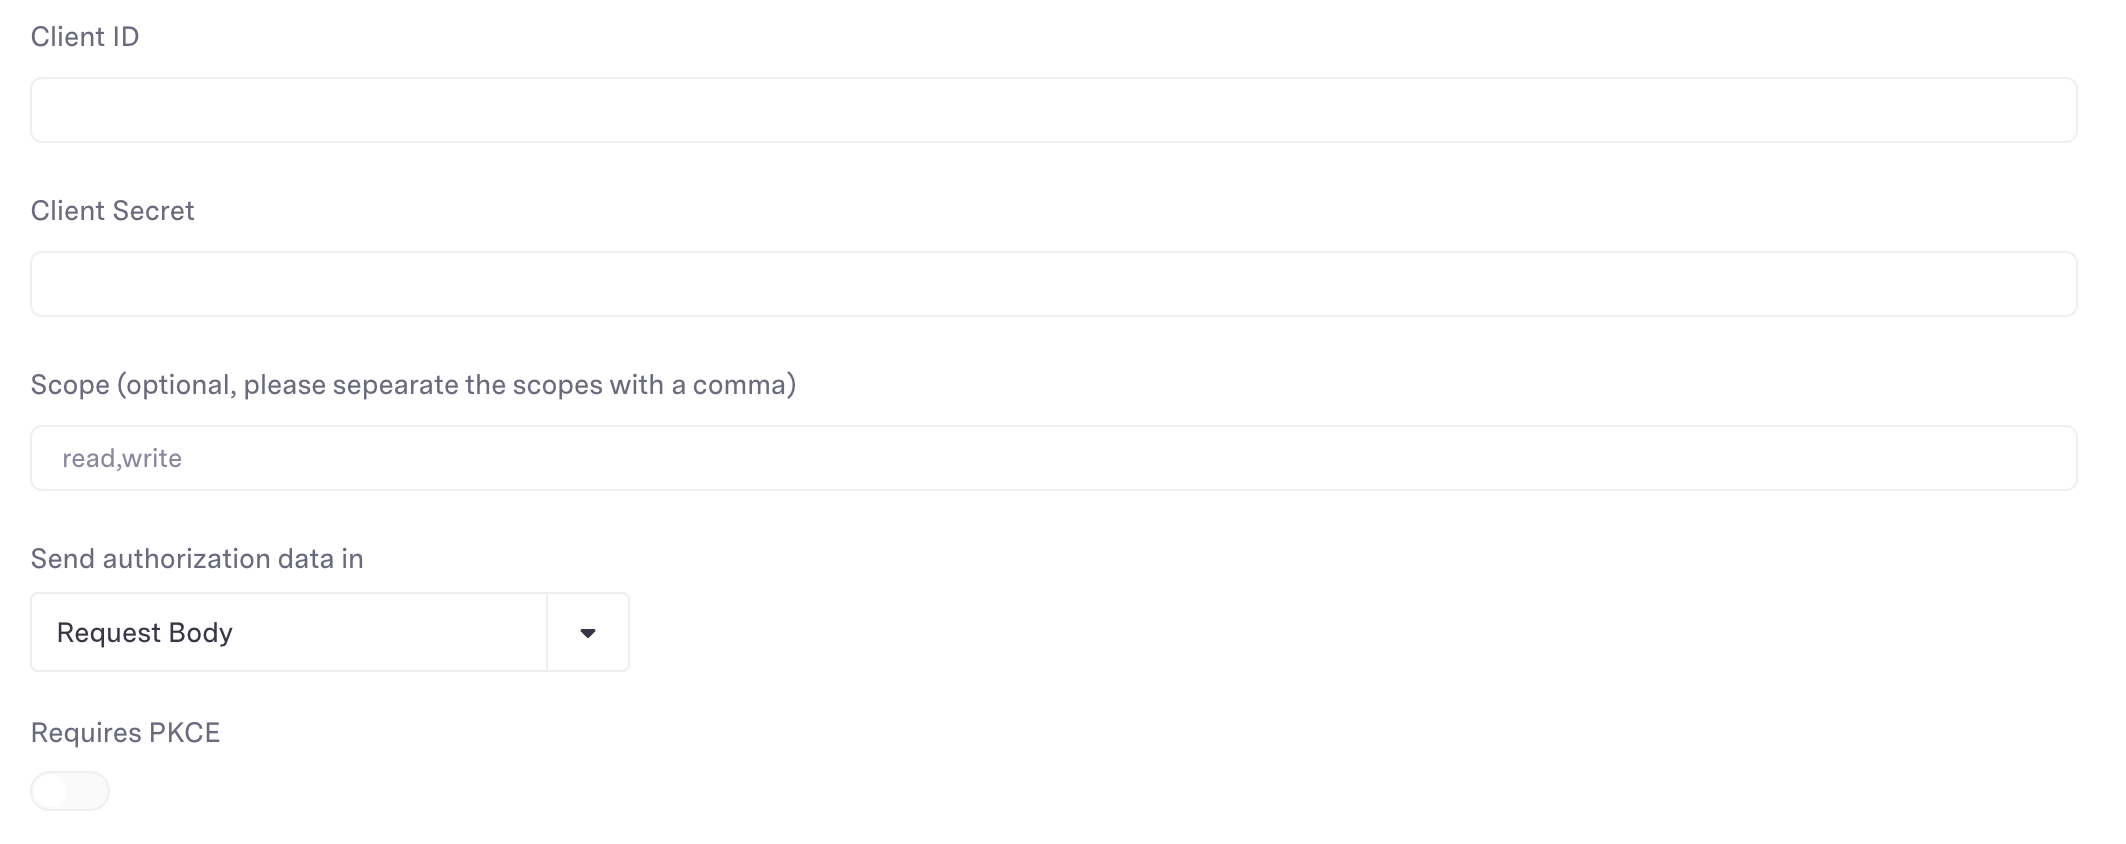 Client ID
Client Secret
Scope (optional, please sepearate the scopes with a comma)
read,write
Send authorization data in
Request Body
Requires PKCE